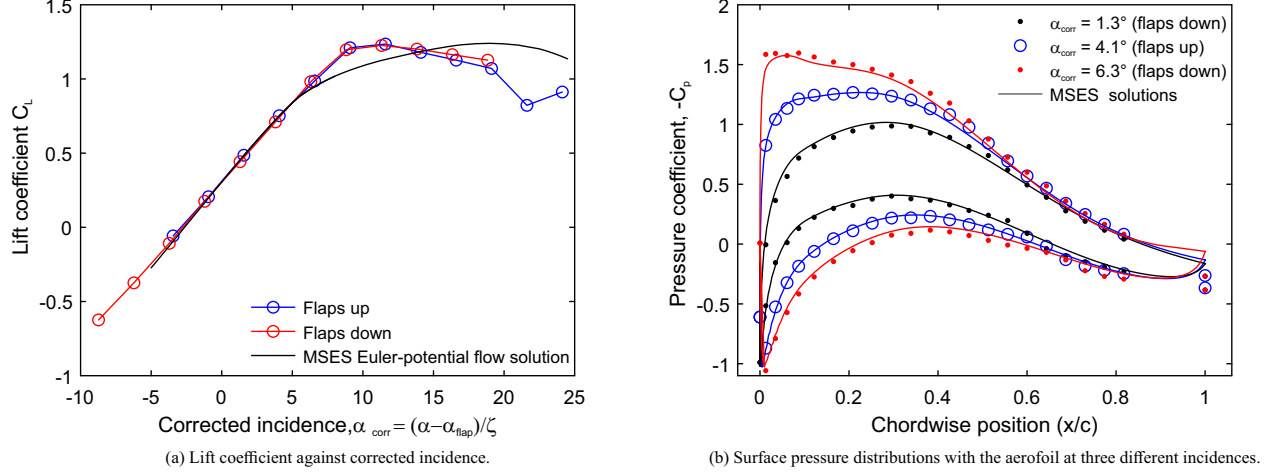 1.5
1
0.5
0
1.0
-1
-10
-5
0
5
10
15
20
25
Lift coefficient C_L
Flaps up
Flaps down
MSES Euler-potential flow solution
Corrected incidence,α corr = (α−α_flap)/ζ
(a) Lift coefficient against corrected incidence.
2
1.5
1
0.5
0
-0.5
-1
0
0.2
0.4
0.6
0.8
1
Pressure coefficient, -C_p
α_corr = 1.3° (flaps down)
α_corr = 4.1° (flaps up)
α_corr = 6.3° (flaps down)
MSES solutions
Chordwise position (x/c)
(b) Surface pressure distributions with the aerofoil at three different incidences.